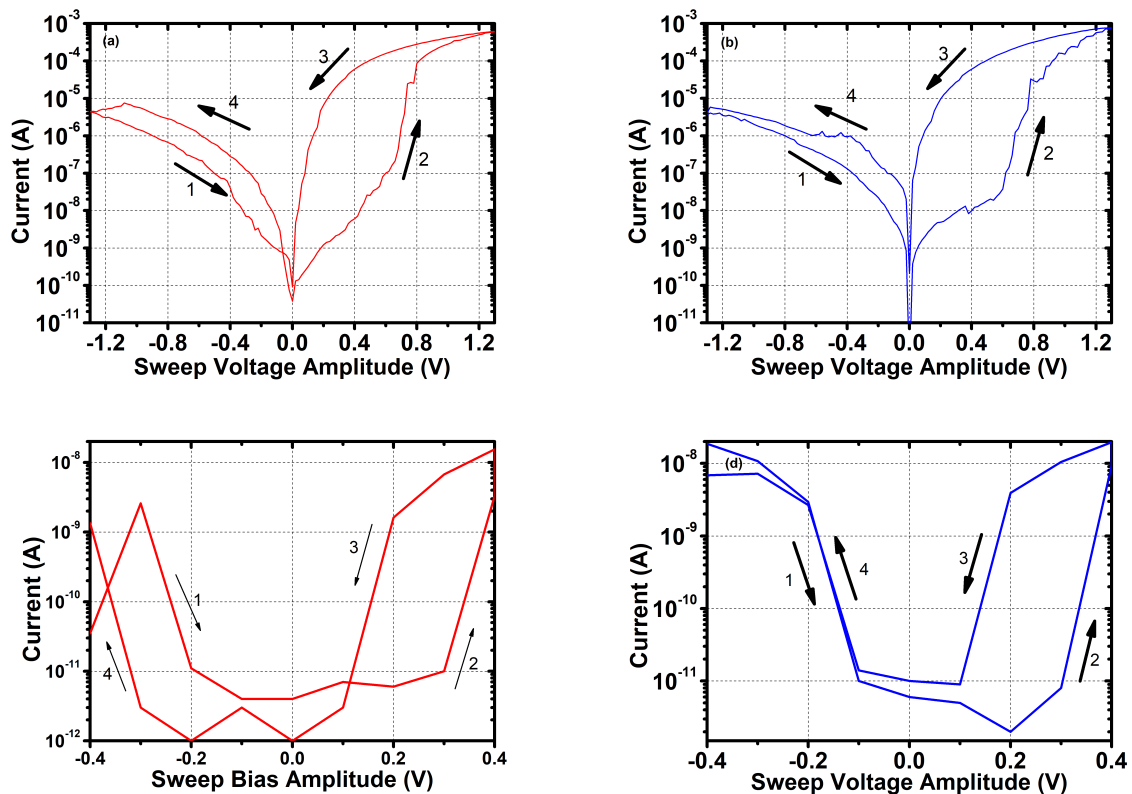 (a)
Current (A)
10⁻³
10⁻⁴
10⁻⁵
10⁻⁶
10⁻⁷
10⁻⁸
10⁻⁹
10⁻¹⁰
10⁻¹¹
3
4
2
1
-1.2 -0.8 -0.4 0.0 0.4 0.8 1.2
Sweep Voltage Amplitude (V)
(b)
Current (A)
10⁻³
10⁻⁴
10⁻⁵
10⁻⁶
10⁻⁷
10⁻⁸
10⁻⁹
10⁻¹⁰
10⁻¹¹
3
4
2
1
-1.2 -0.8 -0.4 0.0 0.4 0.8 1.2
Sweep Voltage Amplitude (V)
Current (A)
10⁻⁸
10⁻⁹
10⁻¹⁰
10⁻¹¹
10⁻¹²
3
1
4
2
-0.4 -0.2 0.0 0.2 0.4
Sweep Bias Amplitude (V)
(d)
Current (A)
10⁻⁸
10⁻⁹
10⁻¹⁰
10⁻¹¹
3
1
4
2
-0.4 -0.2 0.0 0.2 0.4
Sweep Voltage Amplitude (V)